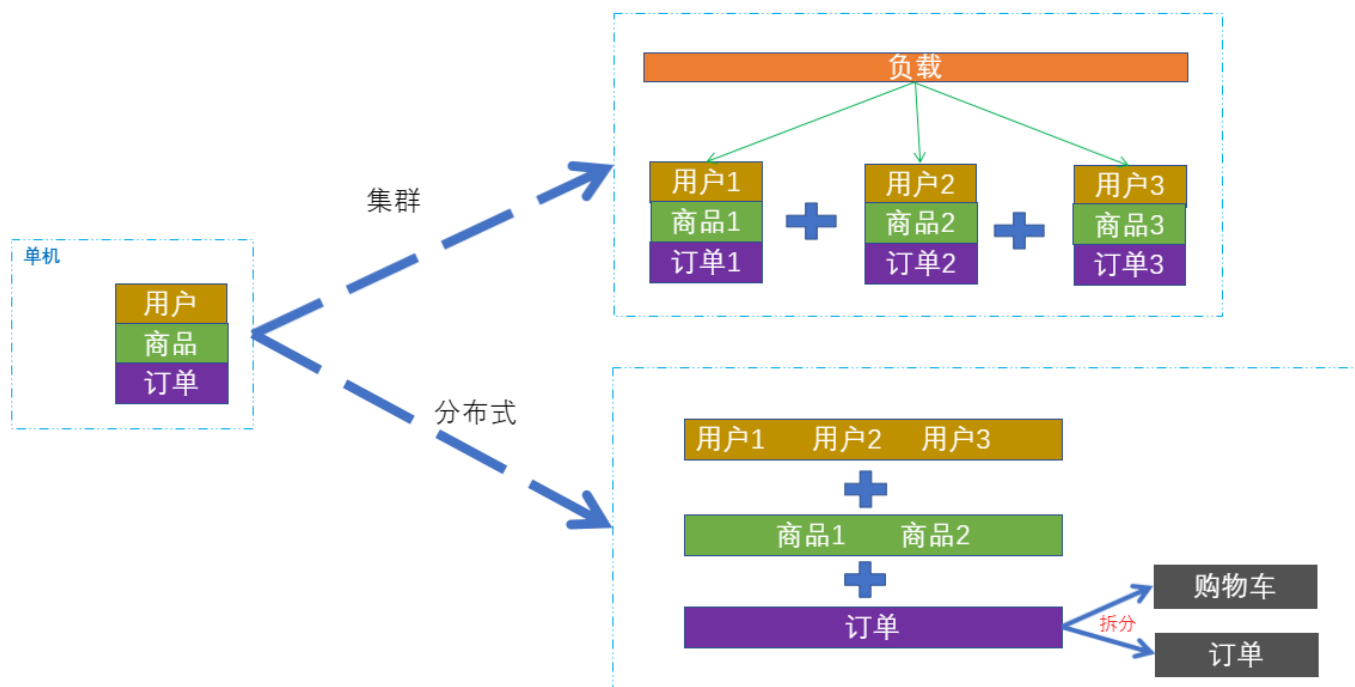 单机
用户
商品
订单
集群
分布式
负载
用户1 用户2 用户3
商品1 商品2 商品3
订单1 订单2 订单3
用户1 用户2 用户3
商品1 商品2
订单
拆分
购物车
订单